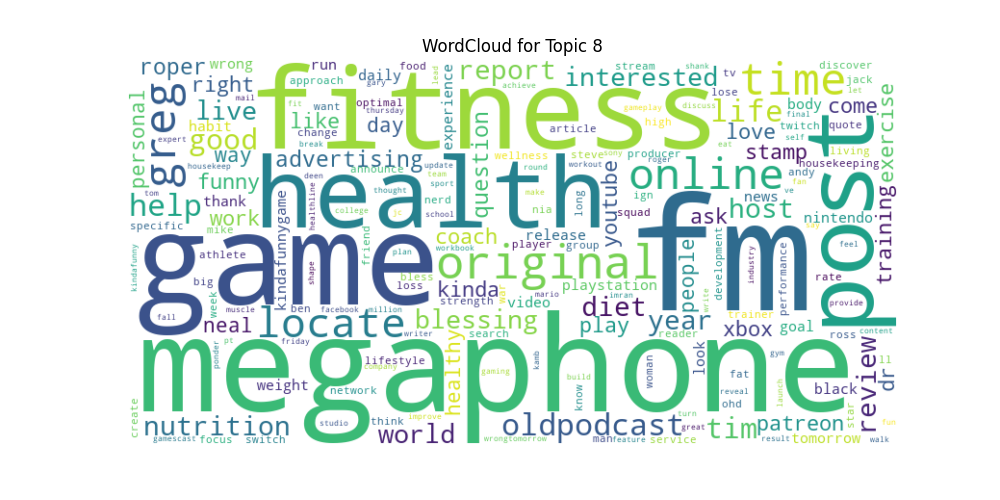 WordCloud for Topic 8
megaphone
game
fm
fitness
health
post
greg
original
online
time
life
locate
oldpodcast
blessing
nutrition
world
tim
interested
advertising
report
help
good
live
right
roper
wrong
run
approach
daily
food
gary
lead
achieve
stream
shank
tv
discover
jack
let
mail
fit
want
optimal
thursday
experience
gameplay
discuss
high
lose
body
final
twitch
quote
come
exercise
personal
habit
like
change
day
break
article
love
self
eat
stamp
living
housekeeping
expert
way
housekeep
announce
update
wellness
round
steve
sony
producer
roger
workout
andy
fan
ve
say
funny
tom
thank
healthline
deen
thought
team
sport
nerd
question
make
long
youtube
news
host
ask
nintendo
training
work
specific
mike
kindafunny
kindafunnygame
college
jc
school
nia
squad
feel
athlete
friend
coach
player
release
group
people
development
industry
performance
rate
provide
big
loss
plan
bless
workbook
playstation
week
shape
kinda
strength
war
video
mario
imran
write
diet
year
trainer
xbox
goal
ross
content
fall
neal
muscle
ben
facebook
million
play
search
reader
writer
friday
pt
ponder
lifestyle
company
healthy
gaming
kamb
look
woman
gym
fat
reveal
launch
review
dr
ll
weight
network
build
know
black
star
ohd
create
studio
think
improve
turn
great
patreon
fun
gamescast
focus
switch
wrongtomorrow
man
feature
service
result
tomorrow
walk
ign